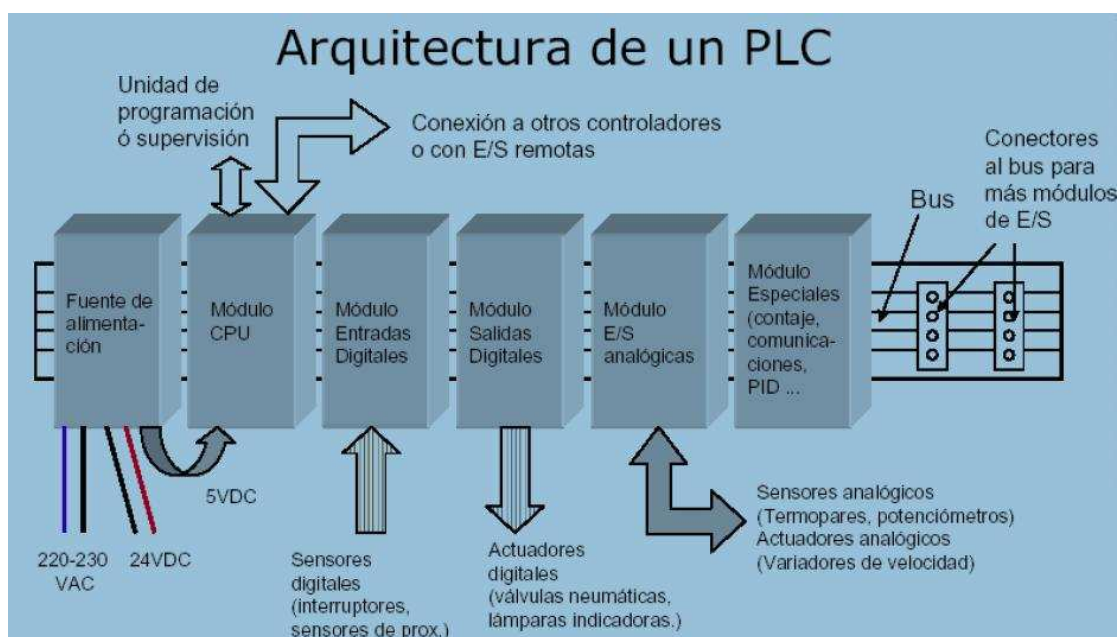 Arquitectura de un PLC
Unidad de
programación
ó supervisión
Conexión a otros controladores
o con E/S remotas
Conectores
al bus para
más módulos
de E/S
Bus
Fuente de
alimenta-
ción
Módulo
CPU
Módulo
Entradas
Digitales
Módulo
Salidas
Digitales
Módulo
E/S
analógicas
Módulo
Especiales
(contaje,
comunica-
ciones,
PID ...
5VDC
220-230
VAC
24VDC
Sensores
digitales
(interruptores,
sensores de prox.)
Actuadores
digitales
(válvulas neumáticas,
lámparas indicadoras.)
Sensores analógicos
(Termopares, potenciómetros)
Actuadores analógicos
(Variadores de velocidad)